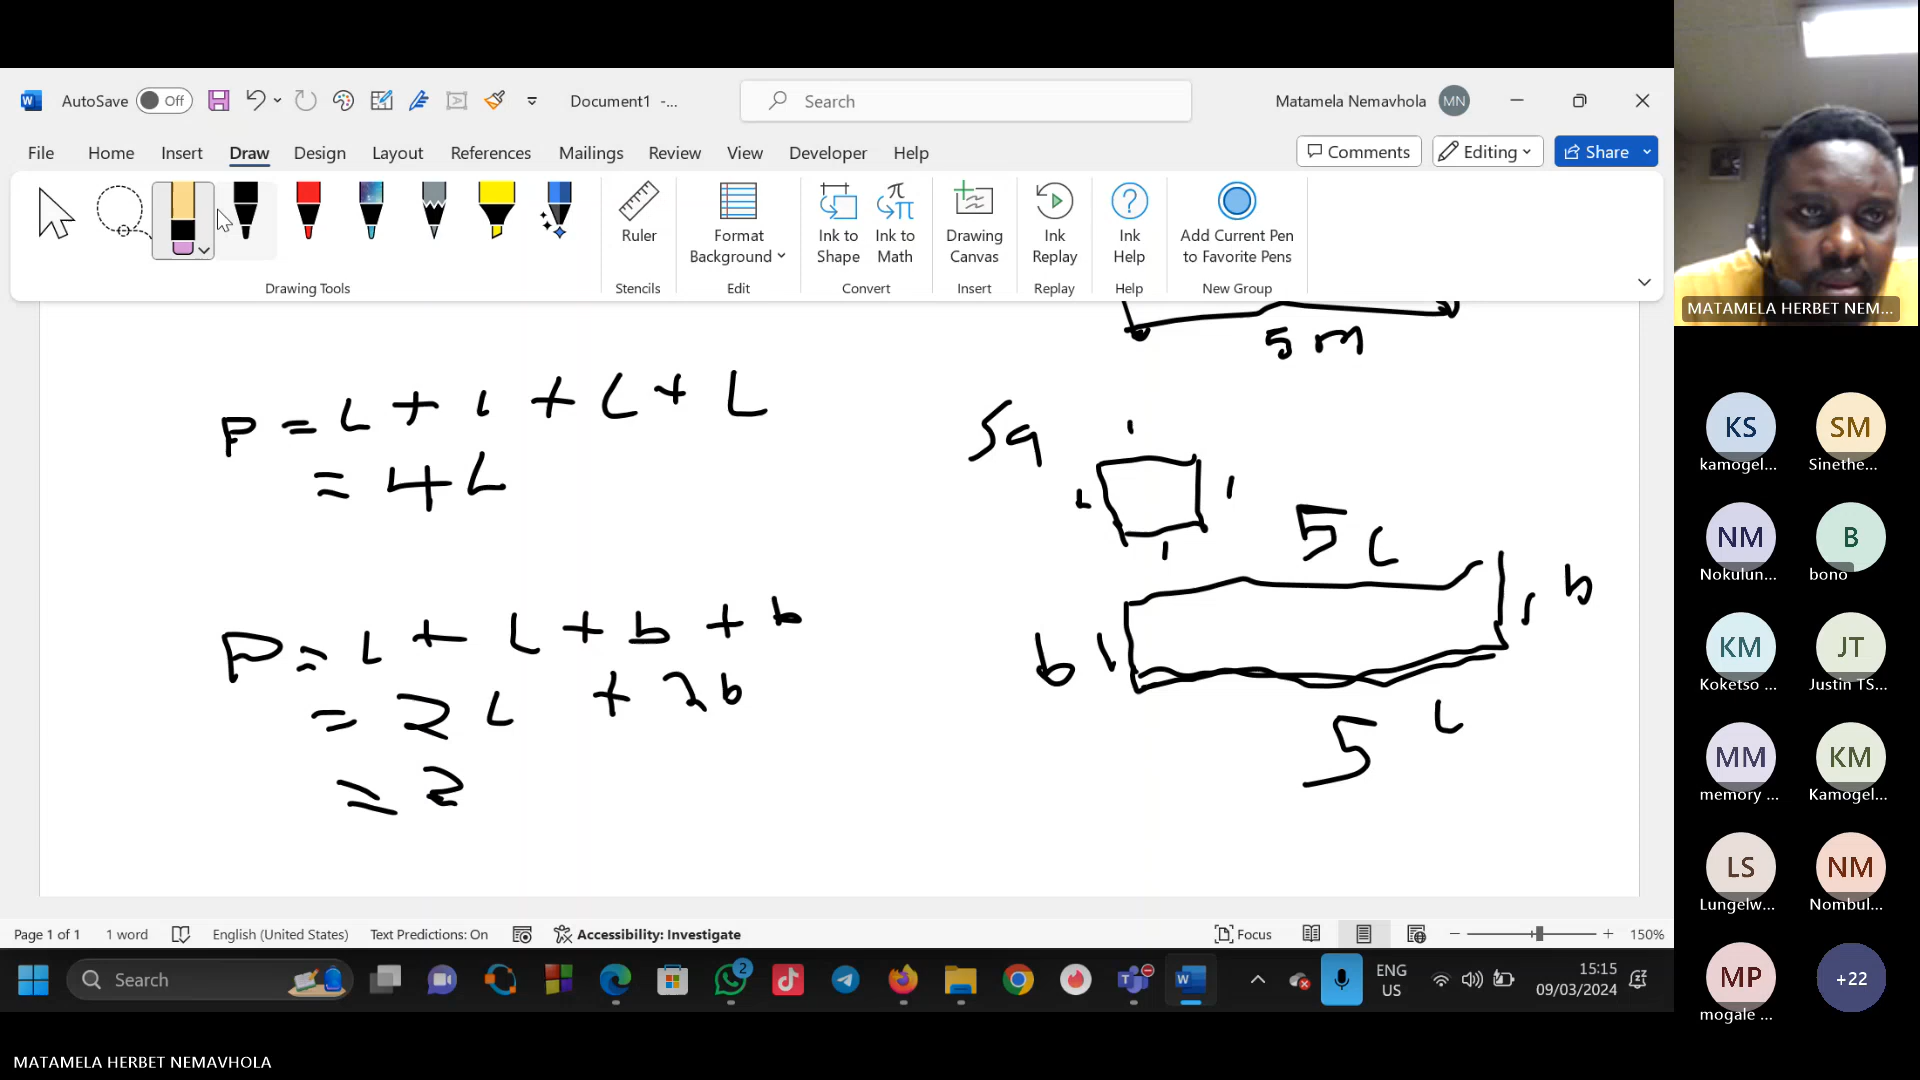 AutoSave Off Document1 -... Search Matamela Nemavhola MN
File Home Insert Draw Design Layout References Mailings Review View Developer Help Comments Editing Share
Ruler Format Background Ink to Shape Ink to Math Drawing Canvas Ink Replay Ink Help Add Current Pen to Favorite Pens
Drawing Tools Stencils Edit Convert Insert Replay Help New Group
MATAMELA HERBET NEM...
5 m
P = L + L + L + L
= 4L
Sq
L
5 L
P = L + L + b + b
= 2L + 2b
= 2
b
b
5 L
KS
kamogel...
SM
Sinethe...
NM
Nokulun...
B
bono
KM
Koketso ...
JT
Justin TS...
MM
memory ...
KM
Kamogel...
LS
Lungelw...
NM
Nombul...
MP
mogale ...
+22
Page 1 of 1 1 word English (United States) Text Predictions: On Accessibility: Investigate Focus 150%
Search 2 ENG US 15:15 09/03/2024
MATAMELA HERBET NEMAVHOLA